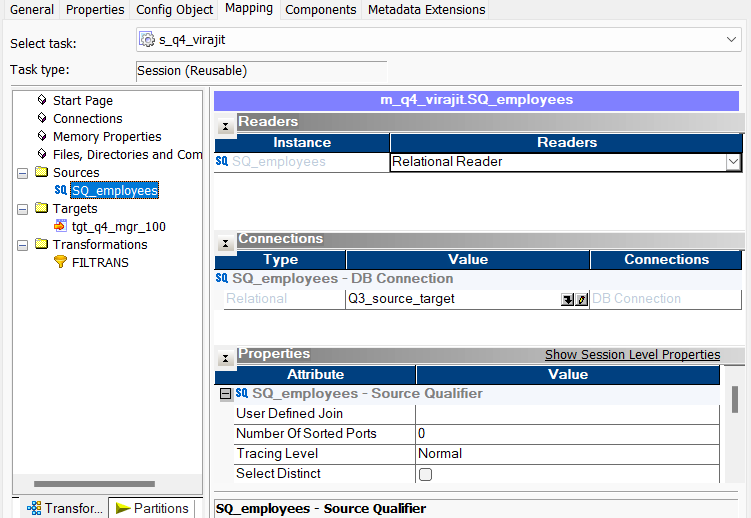 General Properties Config Object Mapping Components Metadata Extensions
Select task: s_q4_virajit
Task type: Session (Reusable)
Start Page
Connections
Memory Properties
Files, Directories and Com
Sources
SQ SQ_employees
Targets
tgt_q4_mgr_100
Transformations
FILTRANS
Transfor... Partitions
m_q4_virajit.SQ_employees
Readers
Instance Readers
SQ SQ_employees Relational Reader
Connections
Type Value Connections
SQ SQ_employees - DB Connection
Relational Q3_source_target DB Connection
Properties Show Session Level Properties
Attribute Value
SQ SQ_employees - Source Qualifier
User Defined Join
Number Of Sorted Ports 0
Tracing Level Normal
Select Distinct
SQ_employees - Source Qualifier